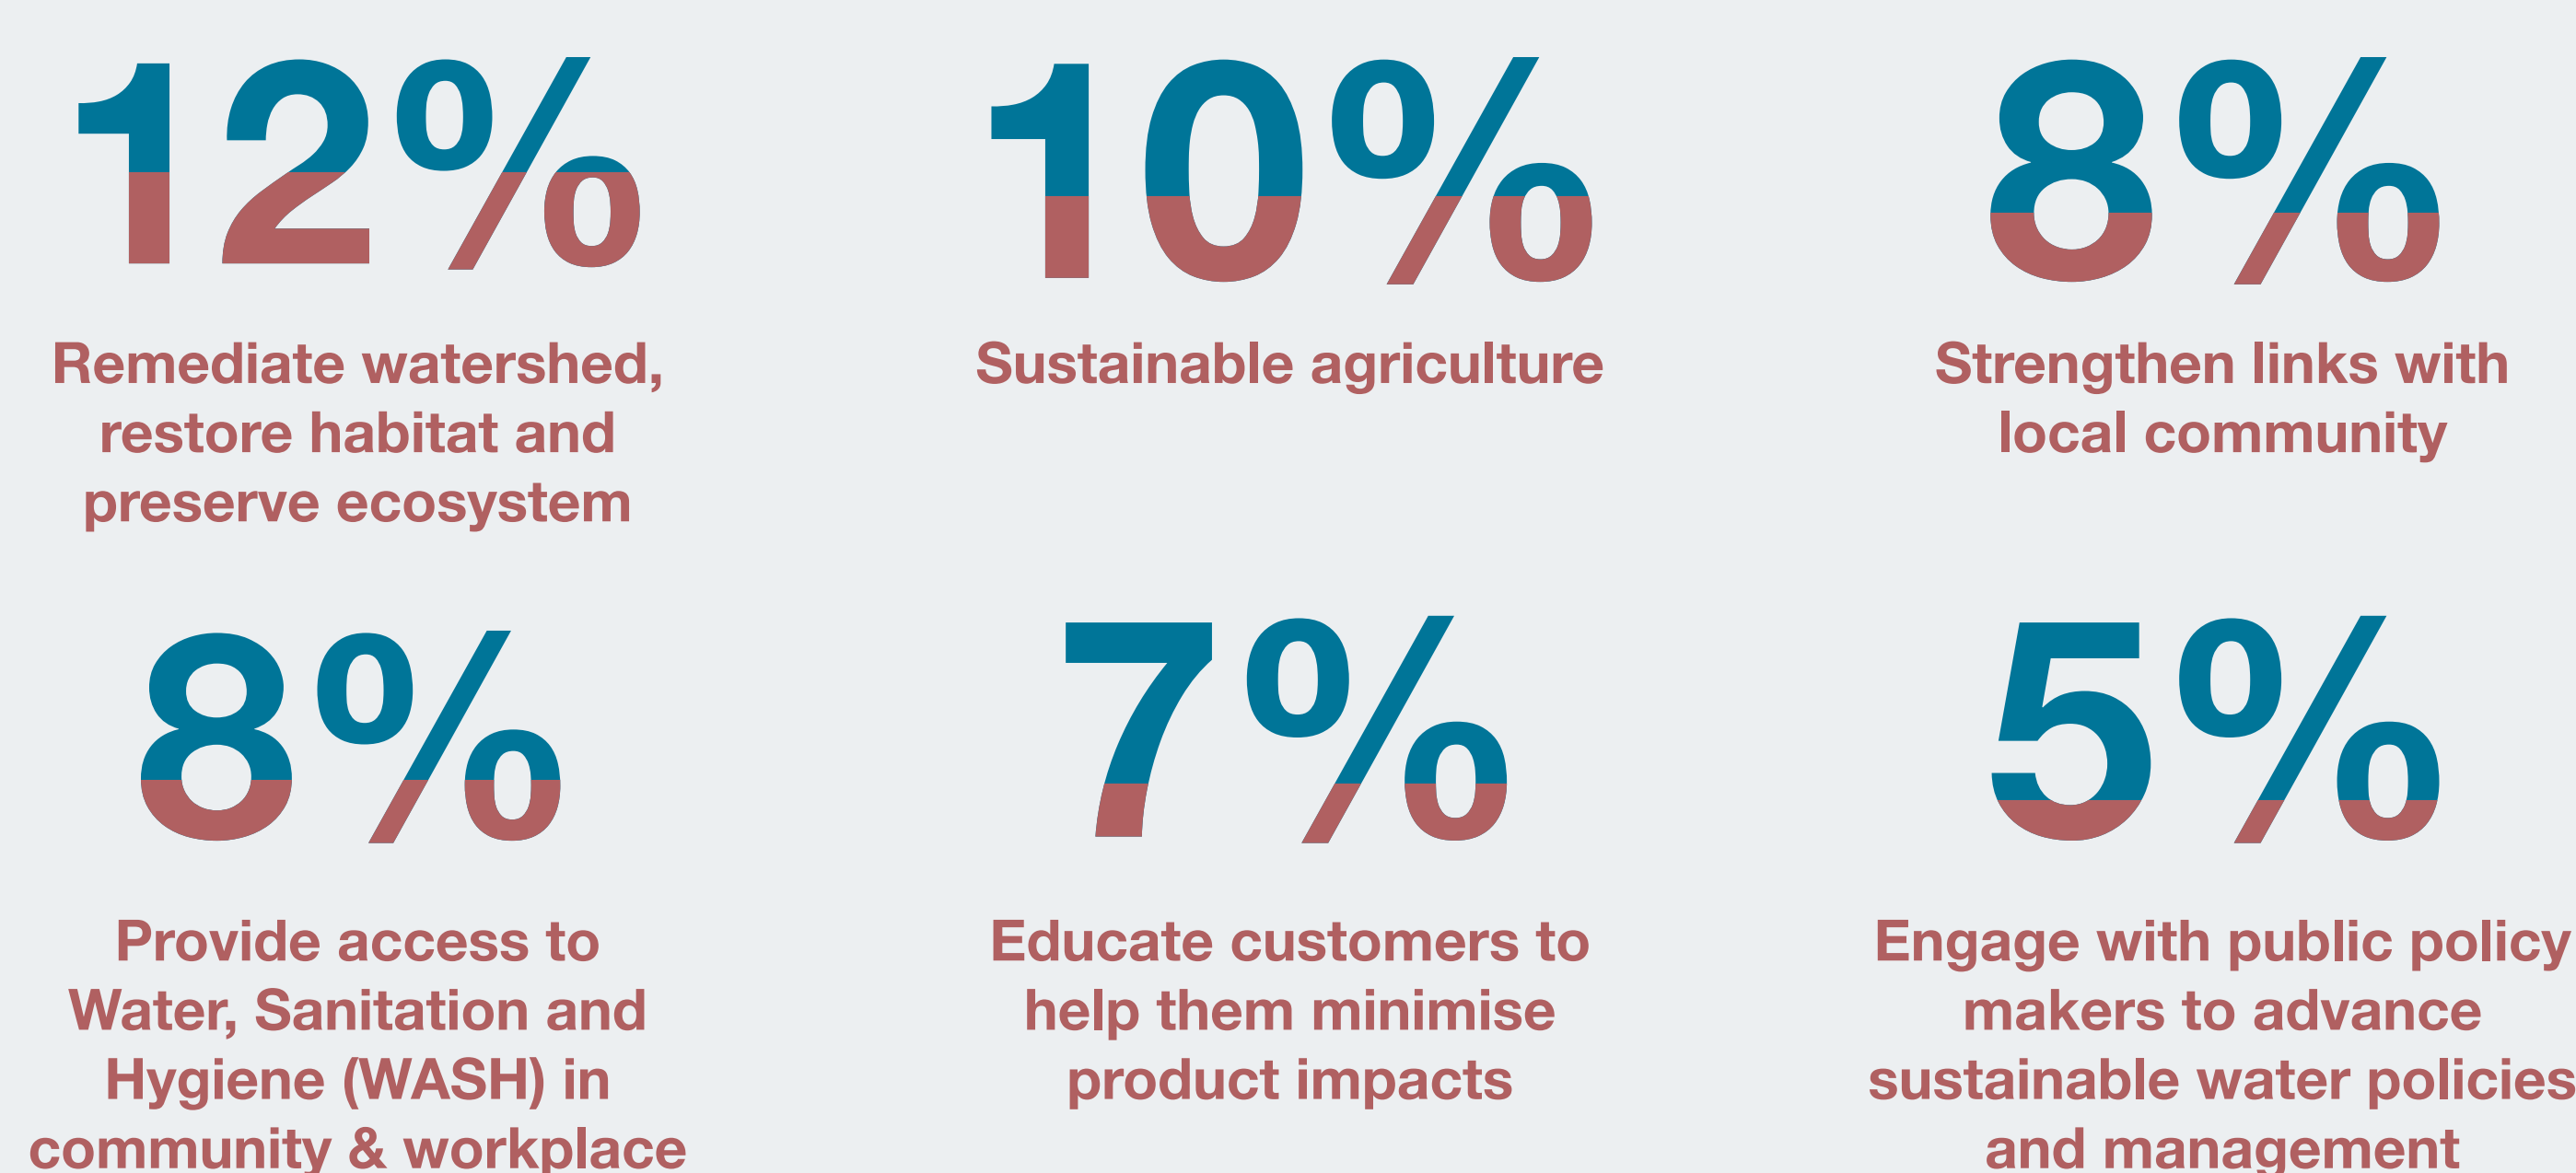 12%
Remediate watershed,
restore habitat and
preserve ecosystem
10%
Sustainable agriculture
8%
Strengthen links with
local community
8%
Provide access to
Water, Sanitation and
Hygiene (WASH) in
community & workplace
7%
Educate customers to
help them minimise
product impacts
5%
Engage with public policy
makers to advance
sustainable water policies
and management